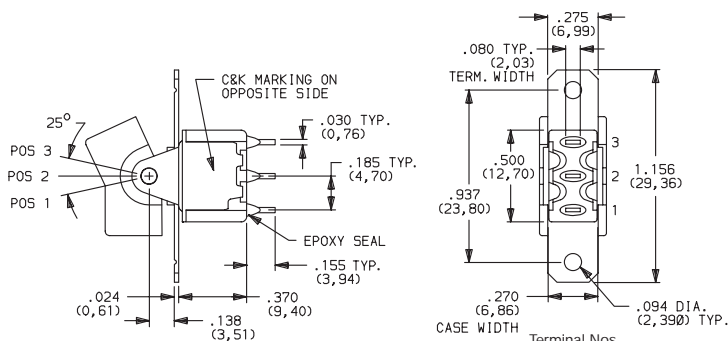 C&K MARKING ON
OPPOSITE SIDE
25°
POS 3
POS 2
POS 1
.030 TYP.
(0,76)
.185 TYP.
(4,70)
EPOXY SEAL
.155 TYP.
(3,94)
.024
(0,61)
.370
(9,40)
.138
(3,51)
.275
(6,99)
.080 TYP.
(2,03)
TERM. WIDTH
3
2
1
.500
(12,70)
.937
(23,80)
1.156
(29,36)
.270
(6,86)
CASE WIDTH
.094 DIA.
(2,39Ø) TYP.
Terminal Nos.